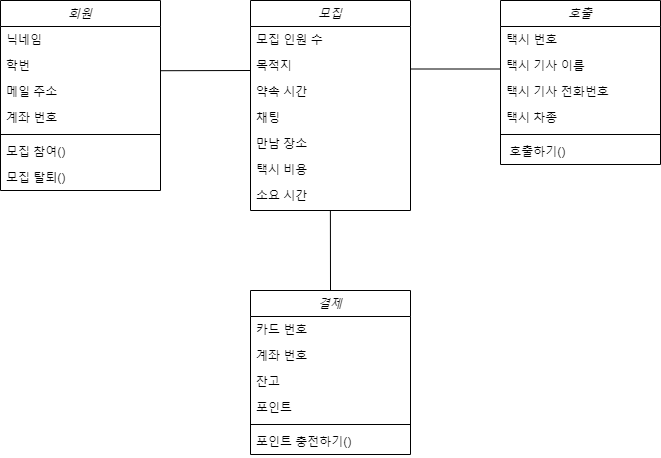 회원
닉네임
학번
메일 주소
계좌 번호
모집 참여()
모집 탈퇴()
모집
모집 인원 수
목적지
약속 시간
채팅
만남 장소
택시 비용
소요 시간
호출
택시 번호
택시 기사 이름
택시 기사 전화번호
택시 차종
호출하기()
결제
카드 번호
계좌 번호
잔고
포인트
포인트 충전하기()